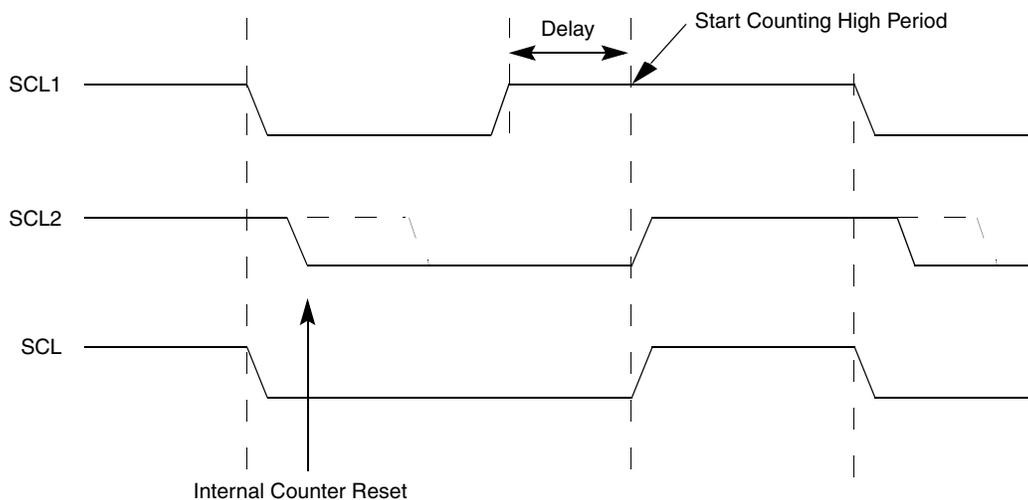 Delay
Start Counting High Period
SCL1
SCL2
SCL
Internal Counter Reset